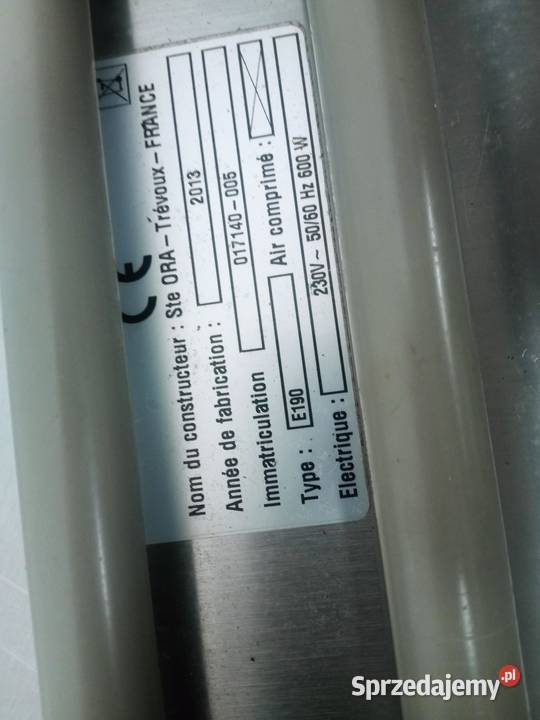 CE
Nom du constructeur : Ste ORA – Trévoux – FRANCE
Année de fabrication : 2013
Immatriculation 017140-005
Type : E190 Air comprimé :
Electrique : 230V~ 50/60 Hz 600 W
Sprzedajemy.pl